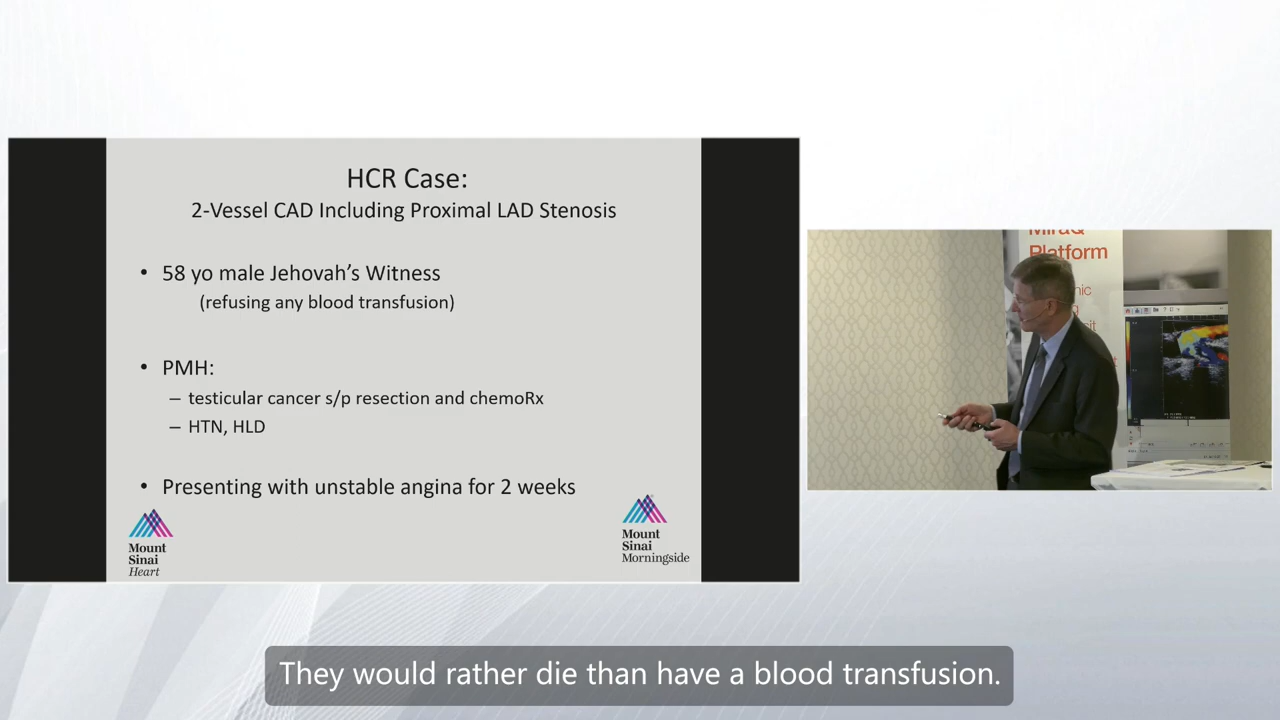 HCR Case:
2-Vessel CAD Including Proximal LAD Stenosis
• 58 yo male Jehovah's Witness
(refusing any blood transfusion)
• PMH:
– testicular cancer s/p resection and chemoRx
– HTN, HLD
• Presenting with unstable angina for 2 weeks
Mount
Sinai
Heart
Mount
Sinai
Morningside
MiraQ
Platform
They would rather die than have a blood transfusion.